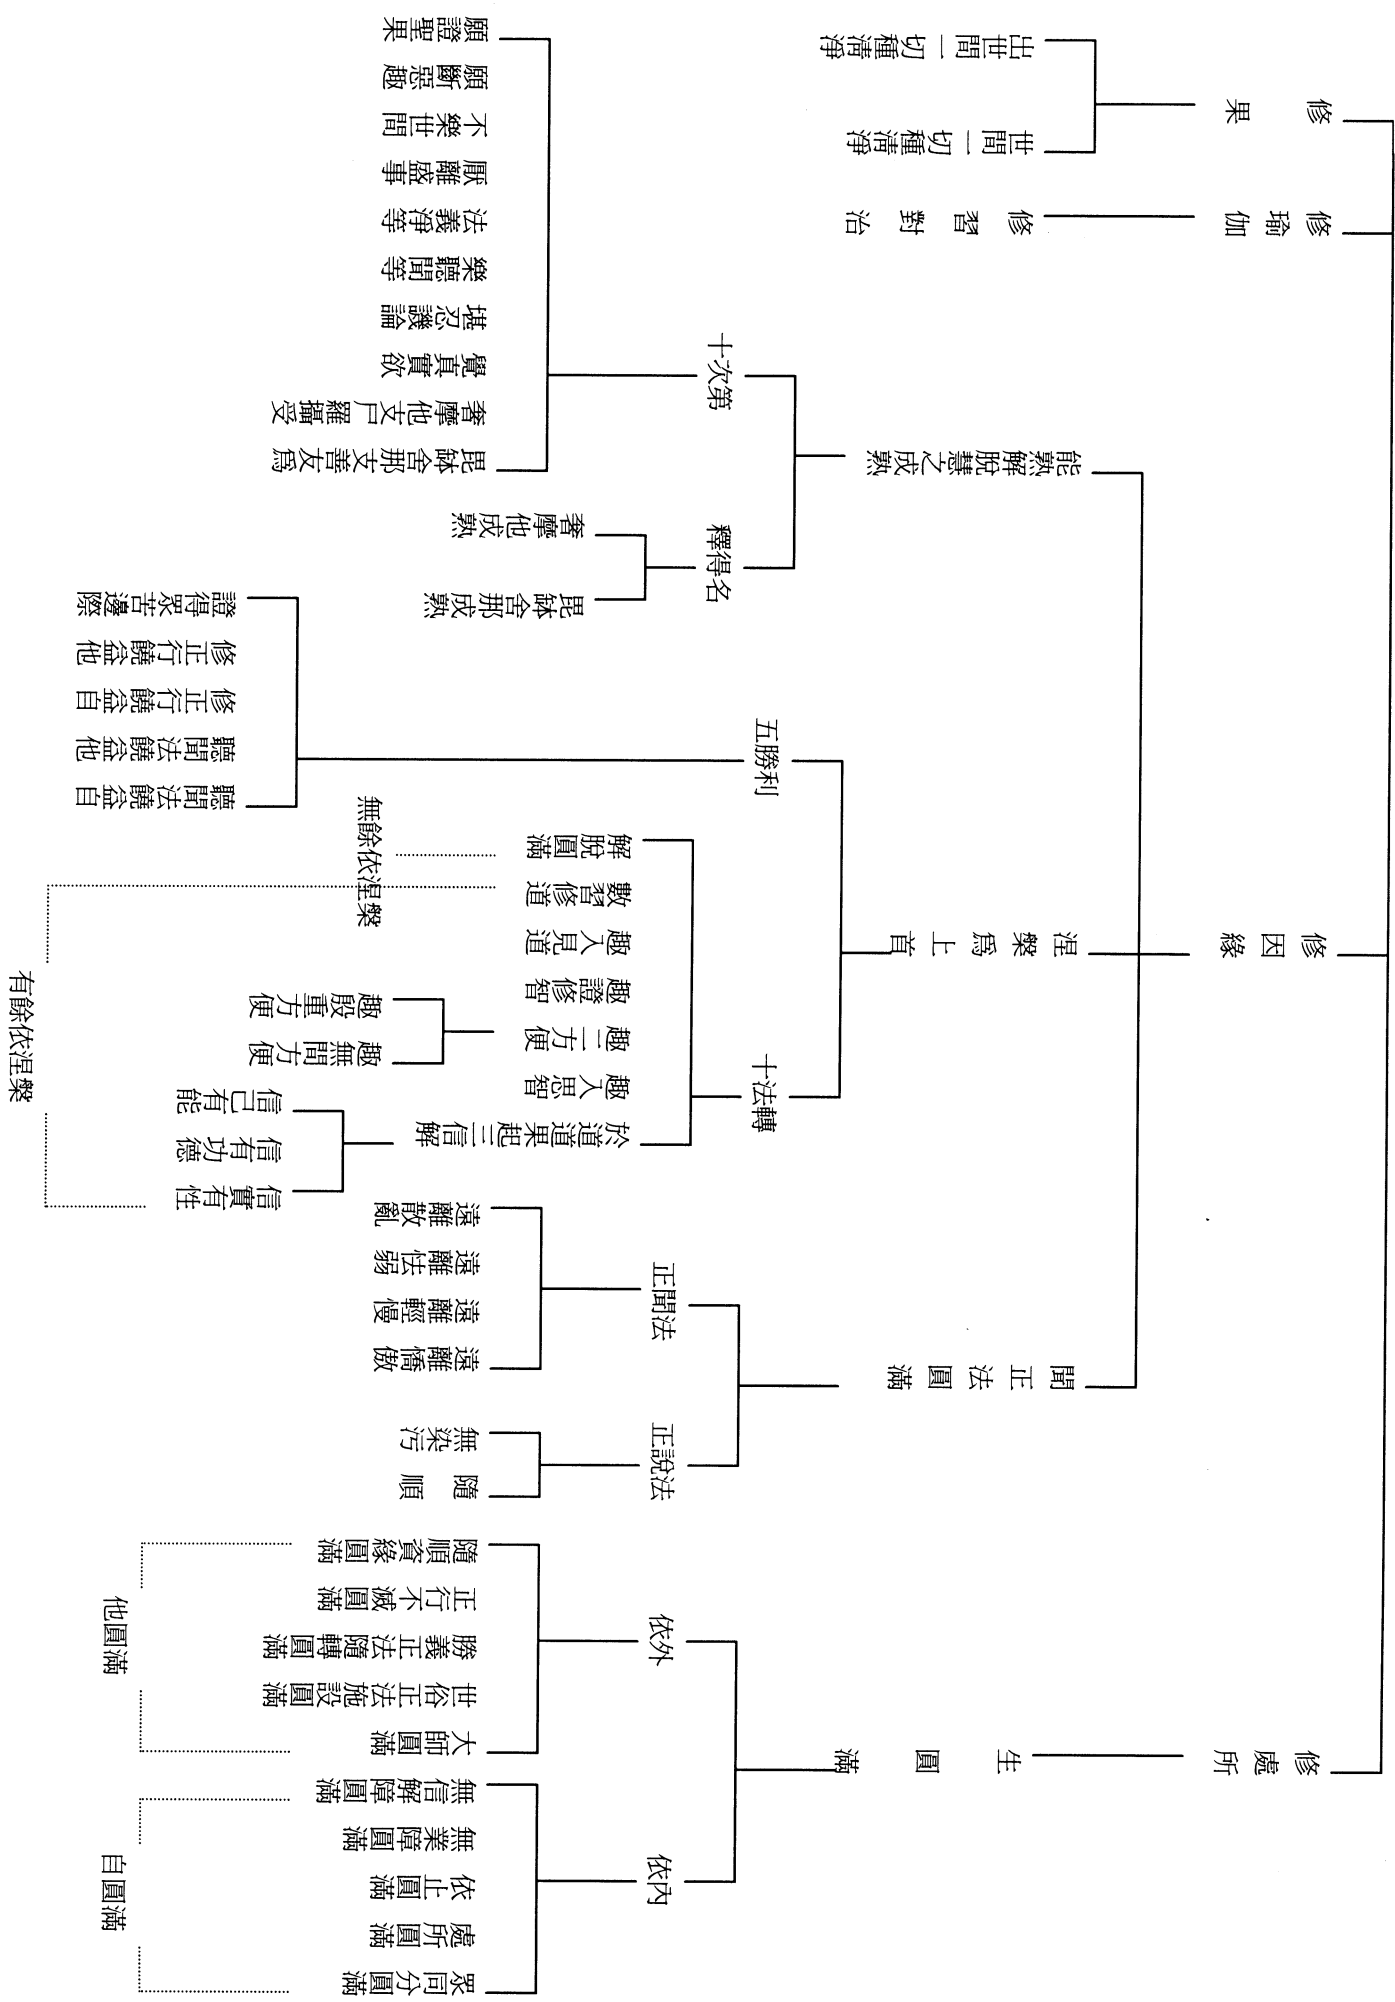 修處所
生圓滿
依內
眾同分圓滿
處所圓滿
依止圓滿
無業障圓滿
無信解障圓滿
自圓滿
依外
大師圓滿
世俗正法施設圓滿
勝義正法隨轉圓滿
正行不滅圓滿
隨順資緣圓滿
他圓滿
修因緣
聞正法圓滿
正說法
隨順
無染污
正聞法
遠離憍傲
遠離輕慢
遠離怯弱
遠離散亂
涅槃爲上首
十法轉
於道道果起三信解
信實有性
信有功德
信己有能
趣入思智
趣二方便
趣無間方便
趣殷重方便
趣證修智
趣入見道
數習修道
有餘依涅槃
解脫圓滿
無餘依涅槃
五勝利
聽聞法饒益自
聽聞法饒益他
修正行饒益自
修正行饒益他
證得眾苦邊際
能熟解脫慧之成熟
釋得名
毘缽舍那成熟
奢摩他成熟
十次第
毘缽舍那支善友爲
奢摩他支尸羅攝受
覺真實欲
堪忍譏論
樂聽聞等
法義淨等
厭離盛事
不樂世間
願斷惡趣
願證聖果
修瑜伽
修習對治
修果
世間一切種清淨
出世間一切種清淨